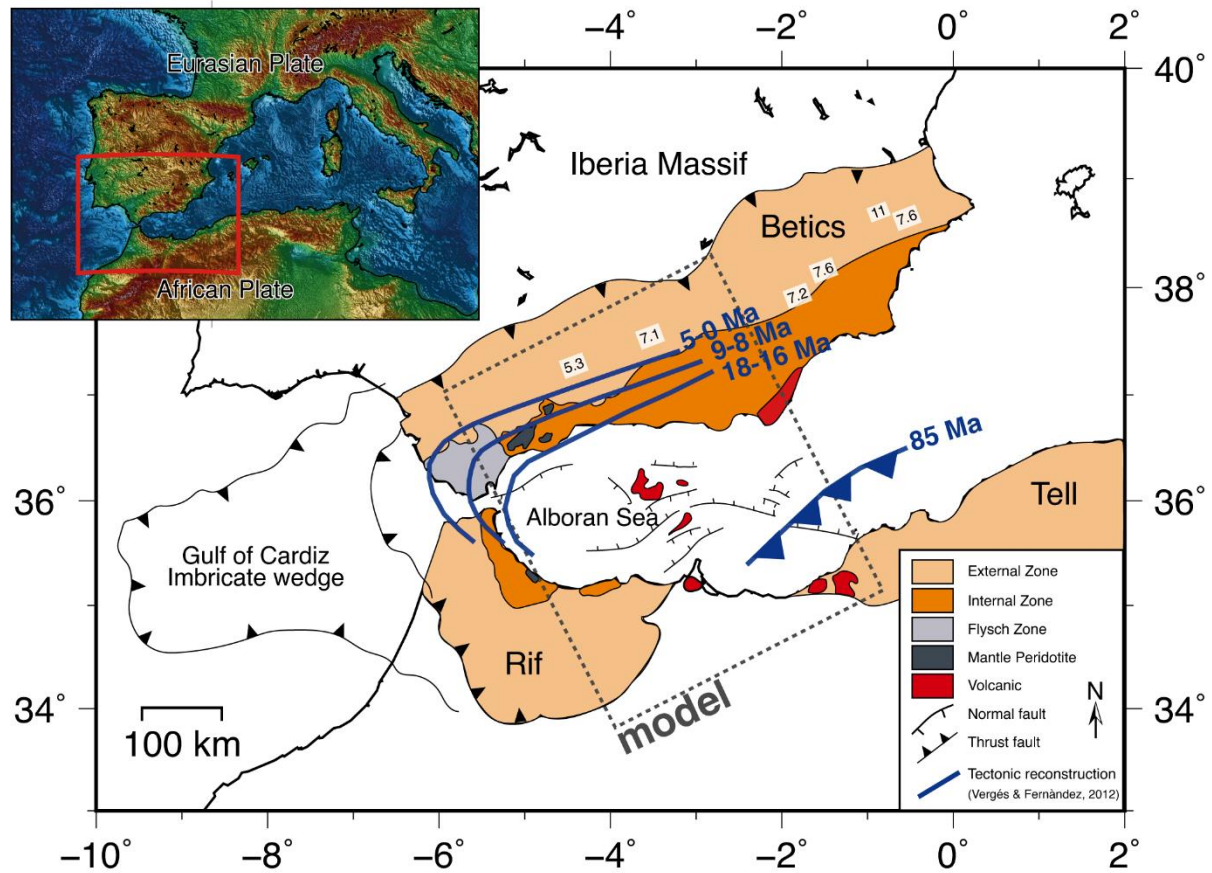 Eurasian Plate
African Plate
−4° −2° 0° 2°
40°
38°
36°
34°
36°
34°
−10° −8° −6° −4° −2° 0° 2°
Iberia Massif
Betics
11
7.6
7.6
7.2
7.1
5.3
5-0 Ma
9-8 Ma
18-16 Ma
85 Ma
Alboran Sea
Tell
Gulf of Cardiz
Imbricate wedge
Rif
model
100 km
External Zone
Internal Zone
Flysch Zone
Mantle Peridotite
Volcanic
N
Normal fault
Thrust fault
Tectonic reconstruction
(Vergés & Fernàndez, 2012)